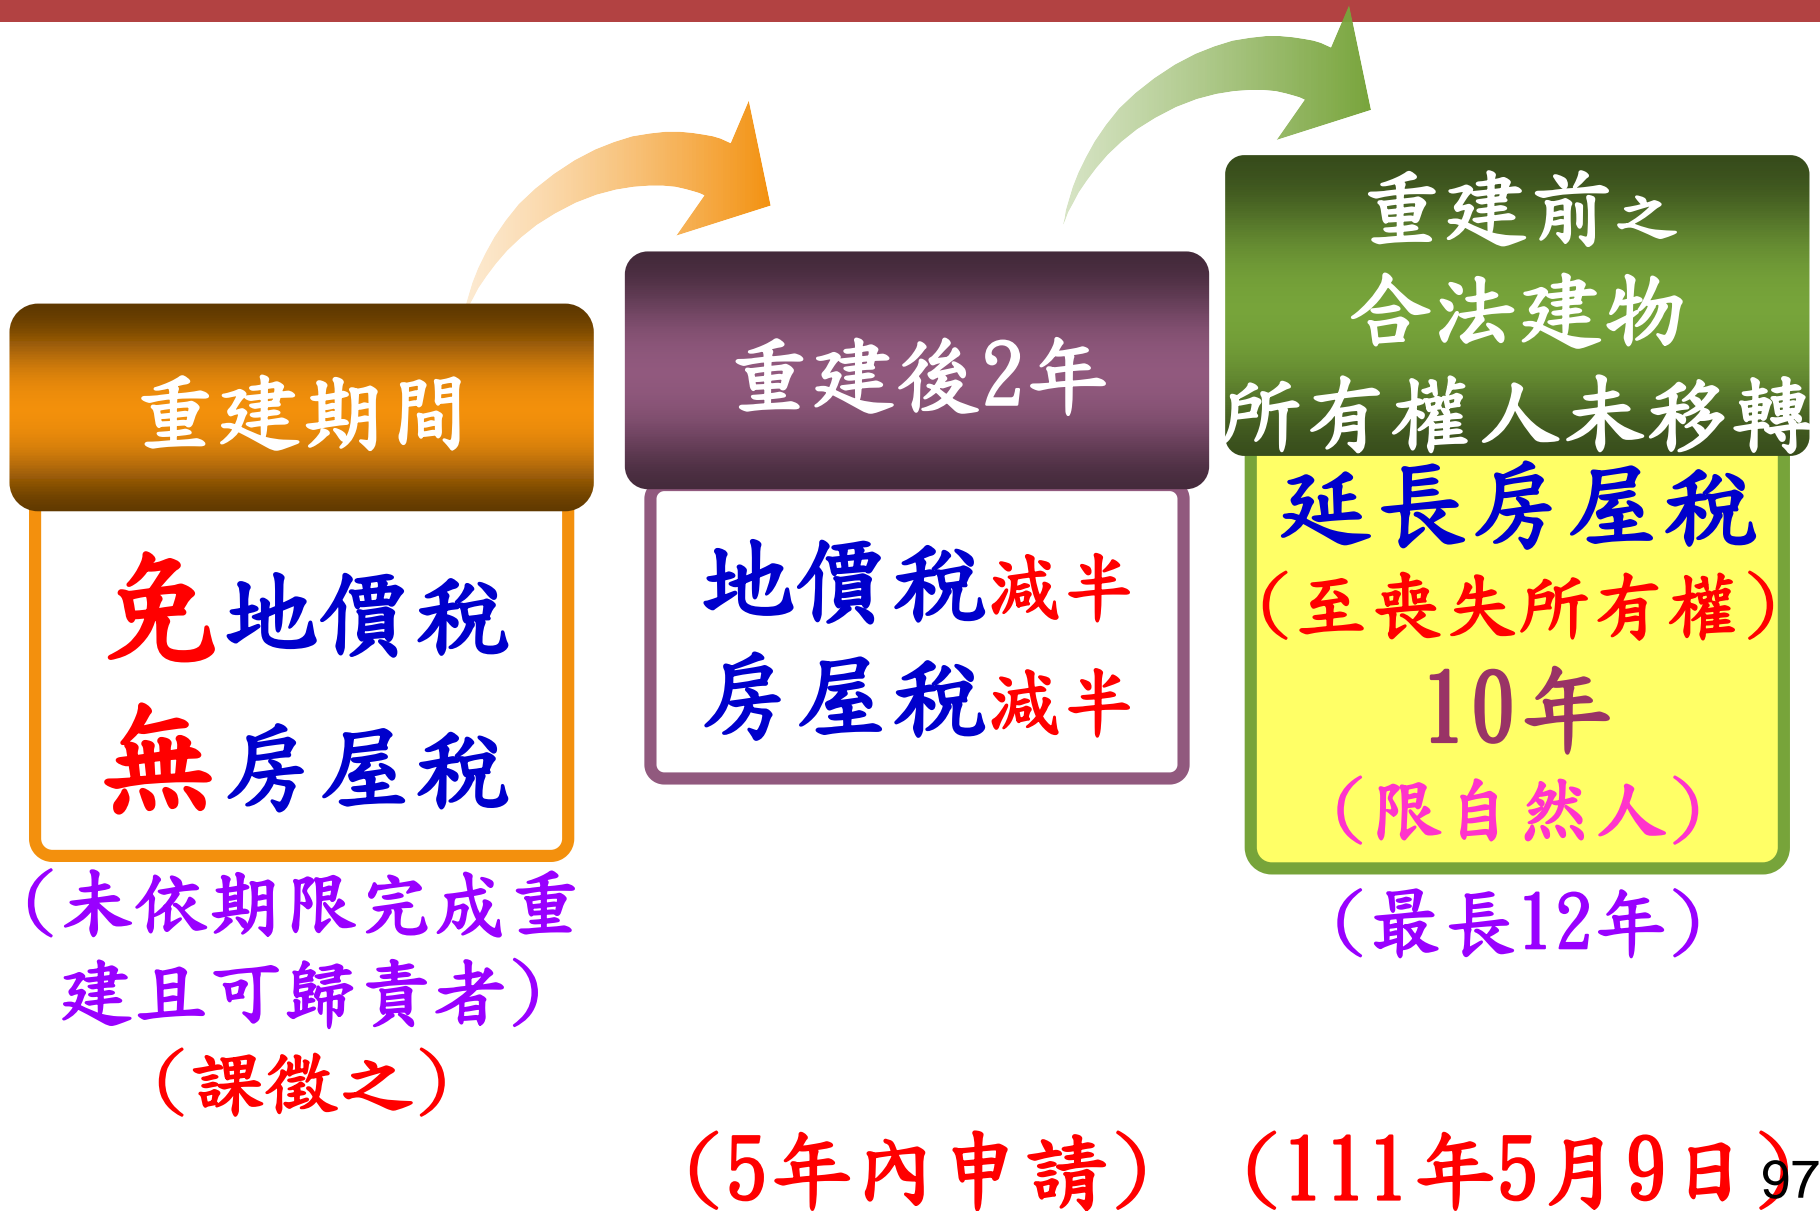 重建期間
免地價稅
無房屋稅
(未依期限完成重
建且可歸責者)
(課徵之)
重建後2年
地價稅減半
房屋稅減半
(5年內申請)
重建前之
合法建物
所有權人未移轉
延長房屋稅
(至喪失所有權)
10年
(限自然人)
(最長12年)
(111年5月9日)
97